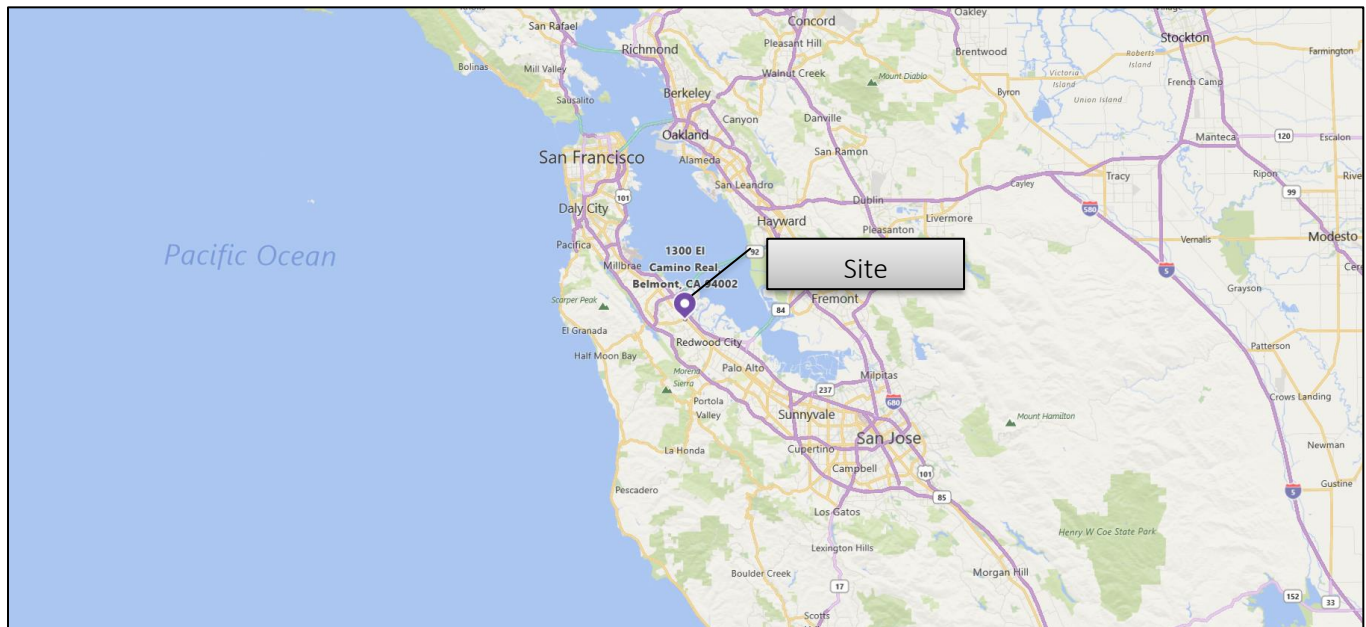 Oakley
Concord
San Rafael
Stockton
Richmond
Pleasant Hill
Brentwood
Roberts
Island
Farmington
Bolinas
Mill Valley
Walnut Creek
Mount Diablo
Victoria
Island
French Camp
Sausalito
Berkeley
Byron
Union Island
Canyon
Danville
Oakland
Manteca
120
Escalon
San Francisco
Alameda
San Ramon
San Leandro
Tracy
Ripon
Cayley
101
Dublin
99
Daly City
Hayward
Livermore
580
Pleasanton
Modesto
Pacifica
Vernalis
Pacific Ocean
1300 El
Camino Real,
Belmont, CA 94002
92
Site
Millbrae
5
Grayson
Scarper Peak
Fremont
84
El Granada
Redwood City
Patterson
Half Moon Bay
Morena
Sierra
Palo Alto
Milpitas
237
Crows Landing
Portola
Valley
680
Sunnyvale
Mount Hamilton
San Jose
Newman
La Honda
Cupertino
Campbell
101
Gustine
Pescadero
85
5
Los Gatos
Henry W Coe State Park
Lexington Hills
Boulder Creek
Morgan Hill
17
152
33
Scotts